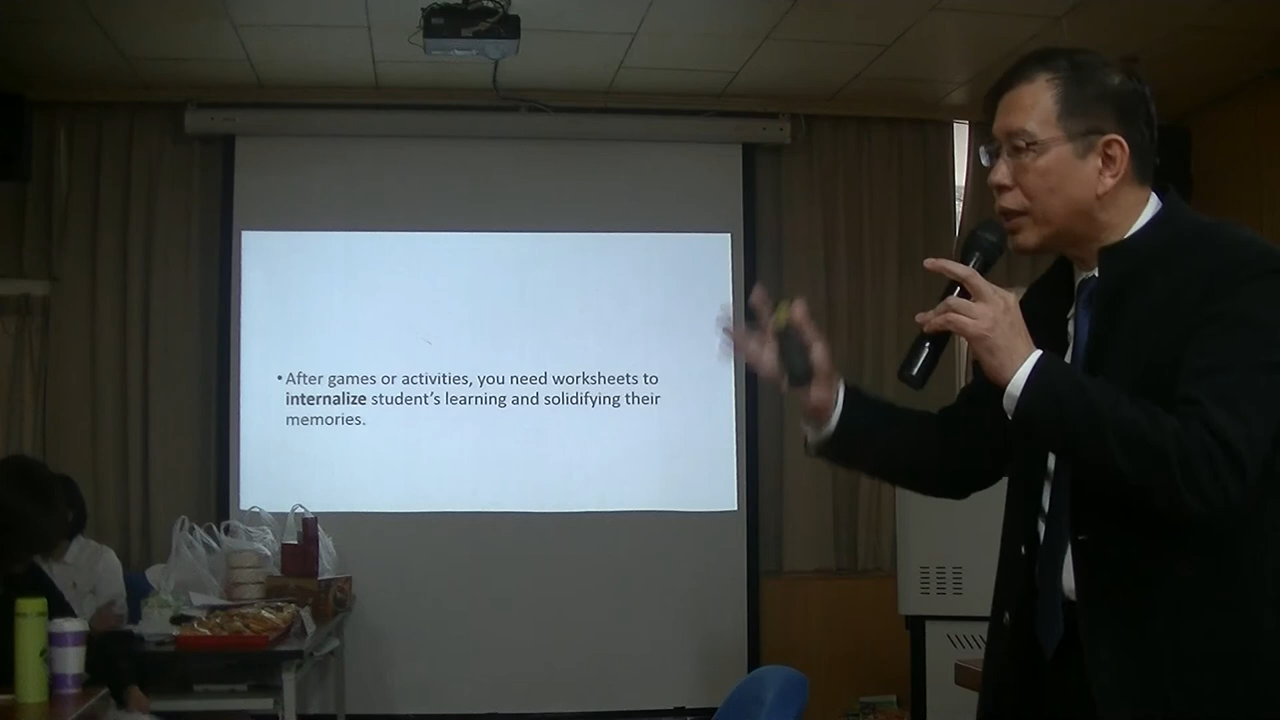 • After games or activities, you need worksheets to
internalize student's learning and solidifying their
memories.